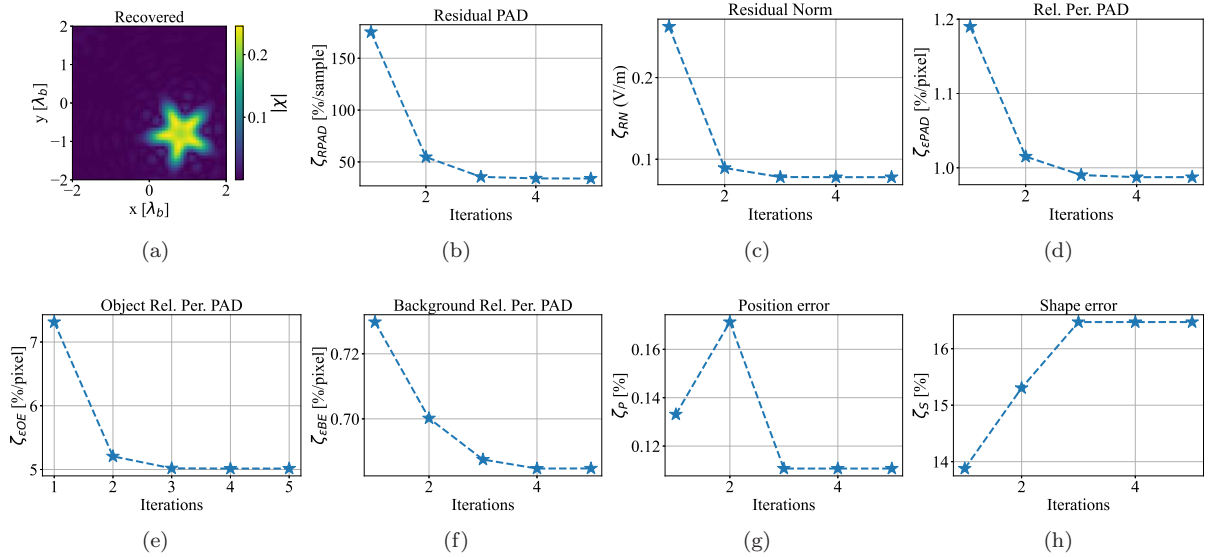 Recovered
2
1
0
−1
−2
−2
0
2
y [λb]
x [λb]
0.2
0.1
|χ|
(a)
Residual PAD
150
100
50
2
4
ζRPAD [%/sample]
Iterations
(b)
Residual Norm
0.2
0.1
2
4
ζRN (V/m)
Iterations
(c)
Rel. Per. PAD
1.2
1.1
1.0
2
4
ζεPAD [%/pixel]
Iterations
(d)
Object Rel. Per. PAD
7
6
5
1
2
3
4
5
ζεOE [%/pixel]
Iterations
(e)
Background Rel. Per. PAD
0.72
0.70
2
4
ζεBE [%/pixel]
Iterations
(f)
Position error
0.16
0.14
0.12
2
4
ζP [%]
Iterations
(g)
Shape error
16
15
14
2
4
ζS [%]
Iterations
(h)